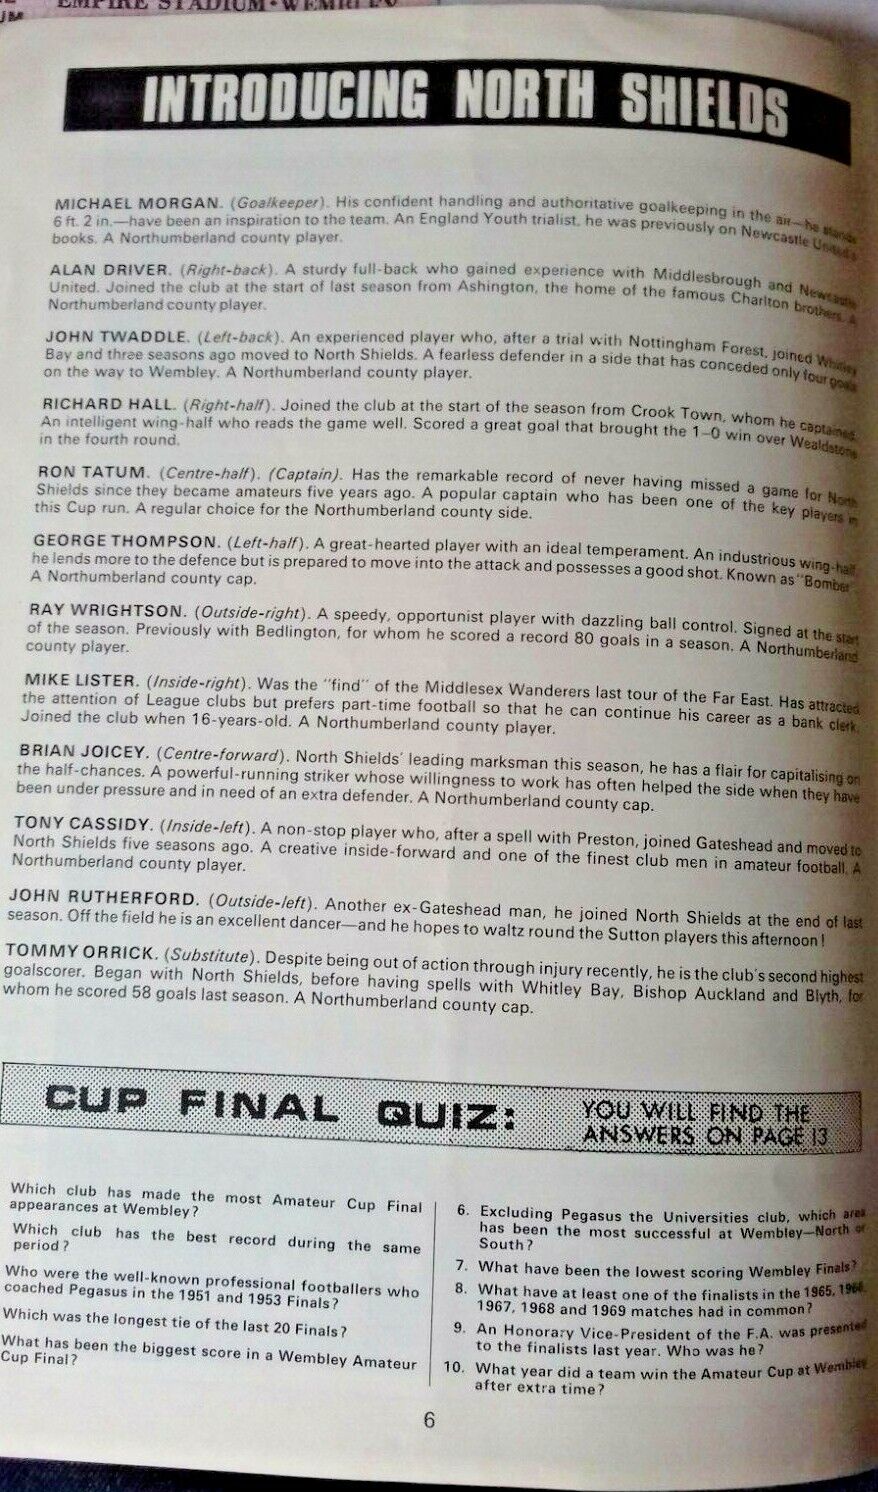 EMPIRE STADIUM · WEMBLEY
INTRODUCING NORTH SHIELDS
MICHAEL MORGAN. (Goalkeeper). His confident handling and authoritative goalkeeping in the air—he stands
6 ft. 2 in.—have been an inspiration to the team. An England Youth trialist, he was previously on Newcastle United's
books. A Northumberland county player.
ALAN DRIVER. (Right-back). A sturdy full-back who gained experience with Middlesbrough and Newcastle
United. Joined the club at the start of last season from Ashington, the home of the famous Charlton brothers. A
Northumberland county player.
JOHN TWADDLE. (Left-back). An experienced player who, after a trial with Nottingham Forest, joined Whitley
Bay and three seasons ago moved to North Shields. A fearless defender in a side that has conceded only four goals
on the way to Wembley. A Northumberland county player.
RICHARD HALL. (Right-half). Joined the club at the start of the season from Crook Town, whom he captained.
An intelligent wing-half who reads the game well. Scored a great goal that brought the 1–0 win over Wealdstone
in the fourth round.
RON TATUM. (Centre-half). (Captain). Has the remarkable record of never having missed a game for North
Shields since they became amateurs five years ago. A popular captain who has been one of the key players in
this Cup run. A regular choice for the Northumberland county side.
GEORGE THOMPSON. (Left-half). A great-hearted player with an ideal temperament. An industrious wing-half,
he lends more to the defence but is prepared to move into the attack and possesses a good shot. Known as "Bomber".
A Northumberland county cap.
RAY WRIGHTSON. (Outside-right). A speedy, opportunist player with dazzling ball control. Signed at the start
of the season. Previously with Bedlington, for whom he scored a record 80 goals in a season. A Northumberland
county player.
MIKE LISTER. (Inside-right). Was the "find" of the Middlesex Wanderers last tour of the Far East. Has attracted
the attention of League clubs but prefers part-time football so that he can continue his career as a bank clerk.
Joined the club when 16-years-old. A Northumberland county player.
BRIAN JOICEY. (Centre-forward). North Shields' leading marksman this season, he has a flair for capitalising on
the half-chances. A powerful-running striker whose willingness to work has often helped the side when they have
been under pressure and in need of an extra defender. A Northumberland county cap.
TONY CASSIDY. (Inside-left). A non-stop player who, after a spell with Preston, joined Gateshead and moved to
North Shields five seasons ago. A creative inside-forward and one of the finest club men in amateur football. A
Northumberland county player.
JOHN RUTHERFORD. (Outside-left). Another ex-Gateshead man, he joined North Shields at the end of last
season. Off the field he is an excellent dancer—and he hopes to waltz round the Sutton players this afternoon!
TOMMY ORRICK. (Substitute). Despite being out of action through injury recently, he is the club's second highest
goalscorer. Began with North Shields, before having spells with Whitley Bay, Bishop Auckland and Blyth, for
whom he scored 58 goals last season. A Northumberland county cap.
CUP FINAL QUIZ:
YOU WILL FIND THE
ANSWERS ON PAGE 13
Which club has made the most Amateur Cup Final
appearances at Wembley?
Which club has the best record during the same
period?
Who were the well-known professional footballers who
coached Pegasus in the 1951 and 1953 Finals?
Which was the longest tie of the last 20 Finals?
What has been the biggest score in a Wembley Amateur
Cup Final?
6. Excluding Pegasus the Universities club, which area
has been the most successful at Wembley—North or
South?
7. What have been the lowest scoring Wembley Finals?
8. What have at least one of the finalists in the 1965, 1966,
1967, 1968 and 1969 matches had in common?
9. An Honorary Vice-President of the F.A. was presented
to the finalists last year. Who was he?
10. What year did a team win the Amateur Cup at Wembley
after extra time?
6